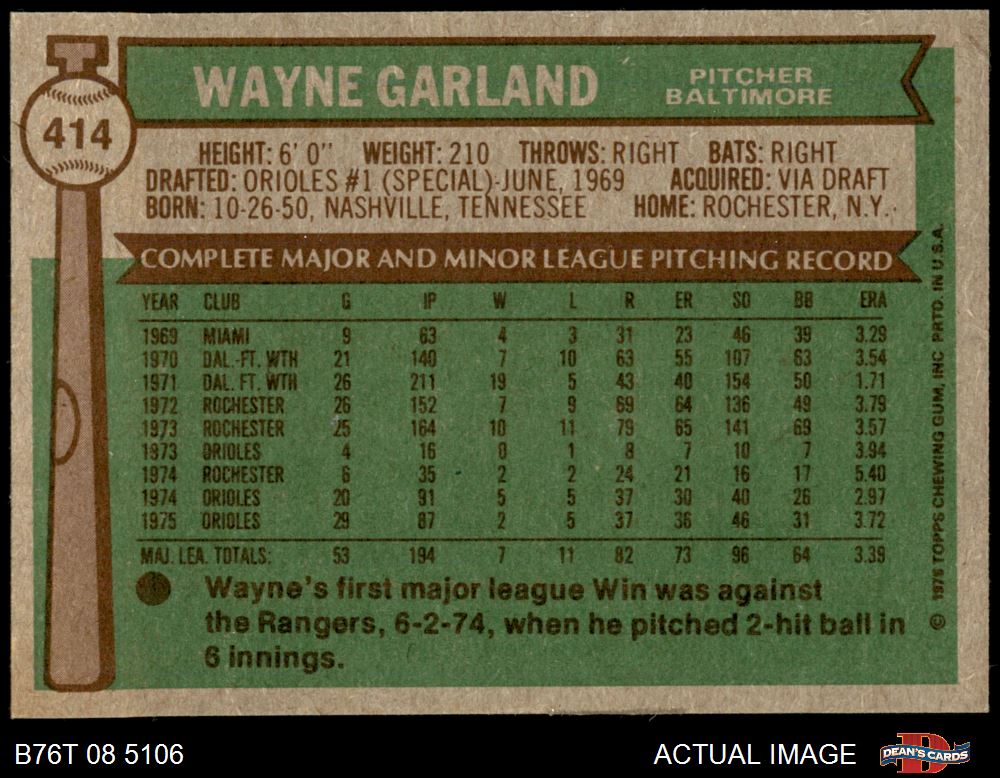 WAYNE GARLAND
PITCHER
BALTIMORE
414
HEIGHT: 6' 0" WEIGHT: 210 THROWS: RIGHT BATS: RIGHT
DRAFTED: ORIOLES #1 (SPECIAL)-JUNE, 1969 ACQUIRED: VIA DRAFT
BORN: 10-26-50, NASHVILLE, TENNESSEE HOME: ROCHESTER, N.Y.
COMPLETE MAJOR AND MINOR LEAGUE PITCHING RECORD
YEAR CLUB G IP W L R ER SO BB ERA
1969 MIAMI 9 63 4 3 31 23 46 39 3.29
1970 DAL.-FT. WTH 21 140 7 10 63 55 107 63 3.54
1971 DAL. FT. WTH 26 211 19 5 43 40 154 50 1.71
1972 ROCHESTER 26 152 7 9 69 64 136 49 3.79
1973 ROCHESTER 25 164 10 11 79 65 141 69 3.57
1973 ORIOLES 4 16 0 1 8 7 10 7 3.94
1974 ROCHESTER 6 35 2 2 24 21 16 17 5.40
1974 ORIOLES 20 91 5 5 37 30 40 26 2.97
1975 ORIOLES 29 87 2 5 37 36 46 31 3.72
MAJ. LEA. TOTALS: 53 194 7 11 82 73 96 64 3.39
Wayne's first major league Win was against
the Rangers, 6-2-74, when he pitched 2-hit ball in
6 innings.
© 1976 TOPPS CHEWING GUM, INC PRTD. IN U.S.A.
B76T 08 5106 ACTUAL IMAGE
DEAN'S CARDS